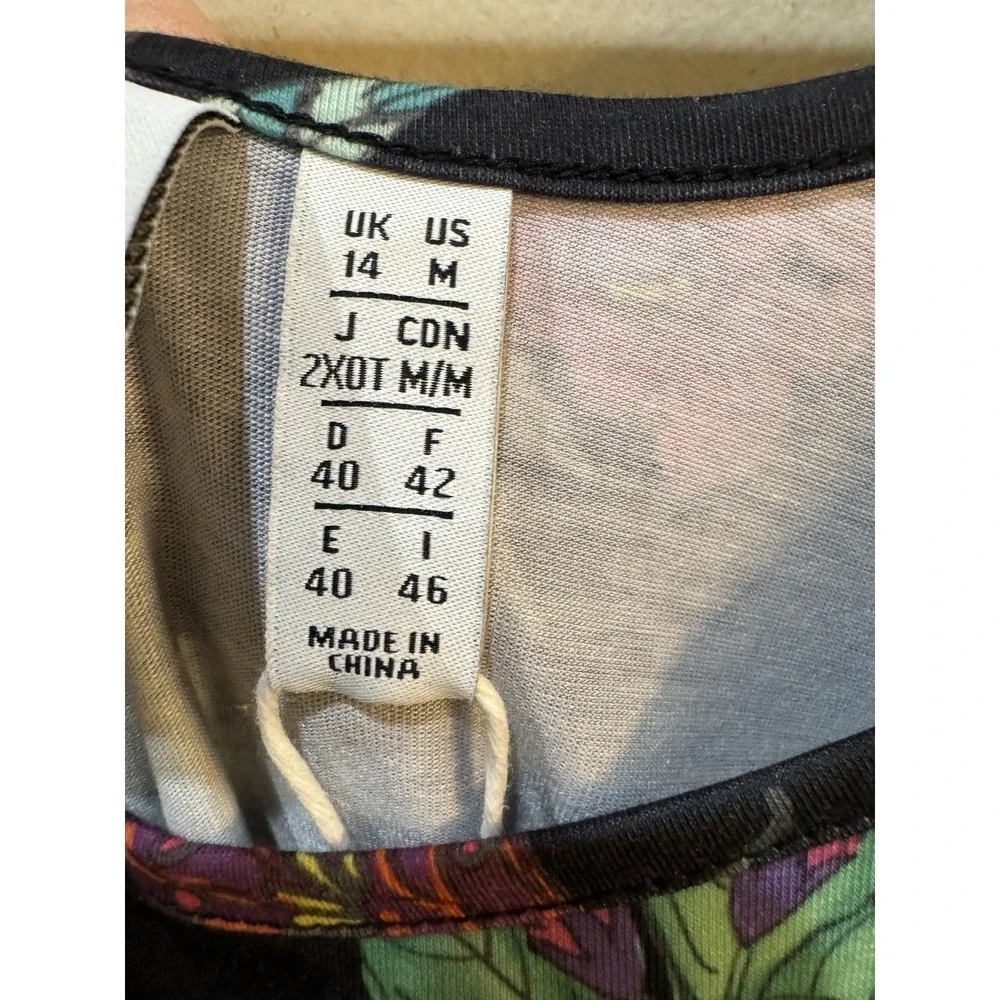 UK US
14 M
J CDN
2XOT M/M
D F
40 42
E I
40 46
MADE IN
CHINA